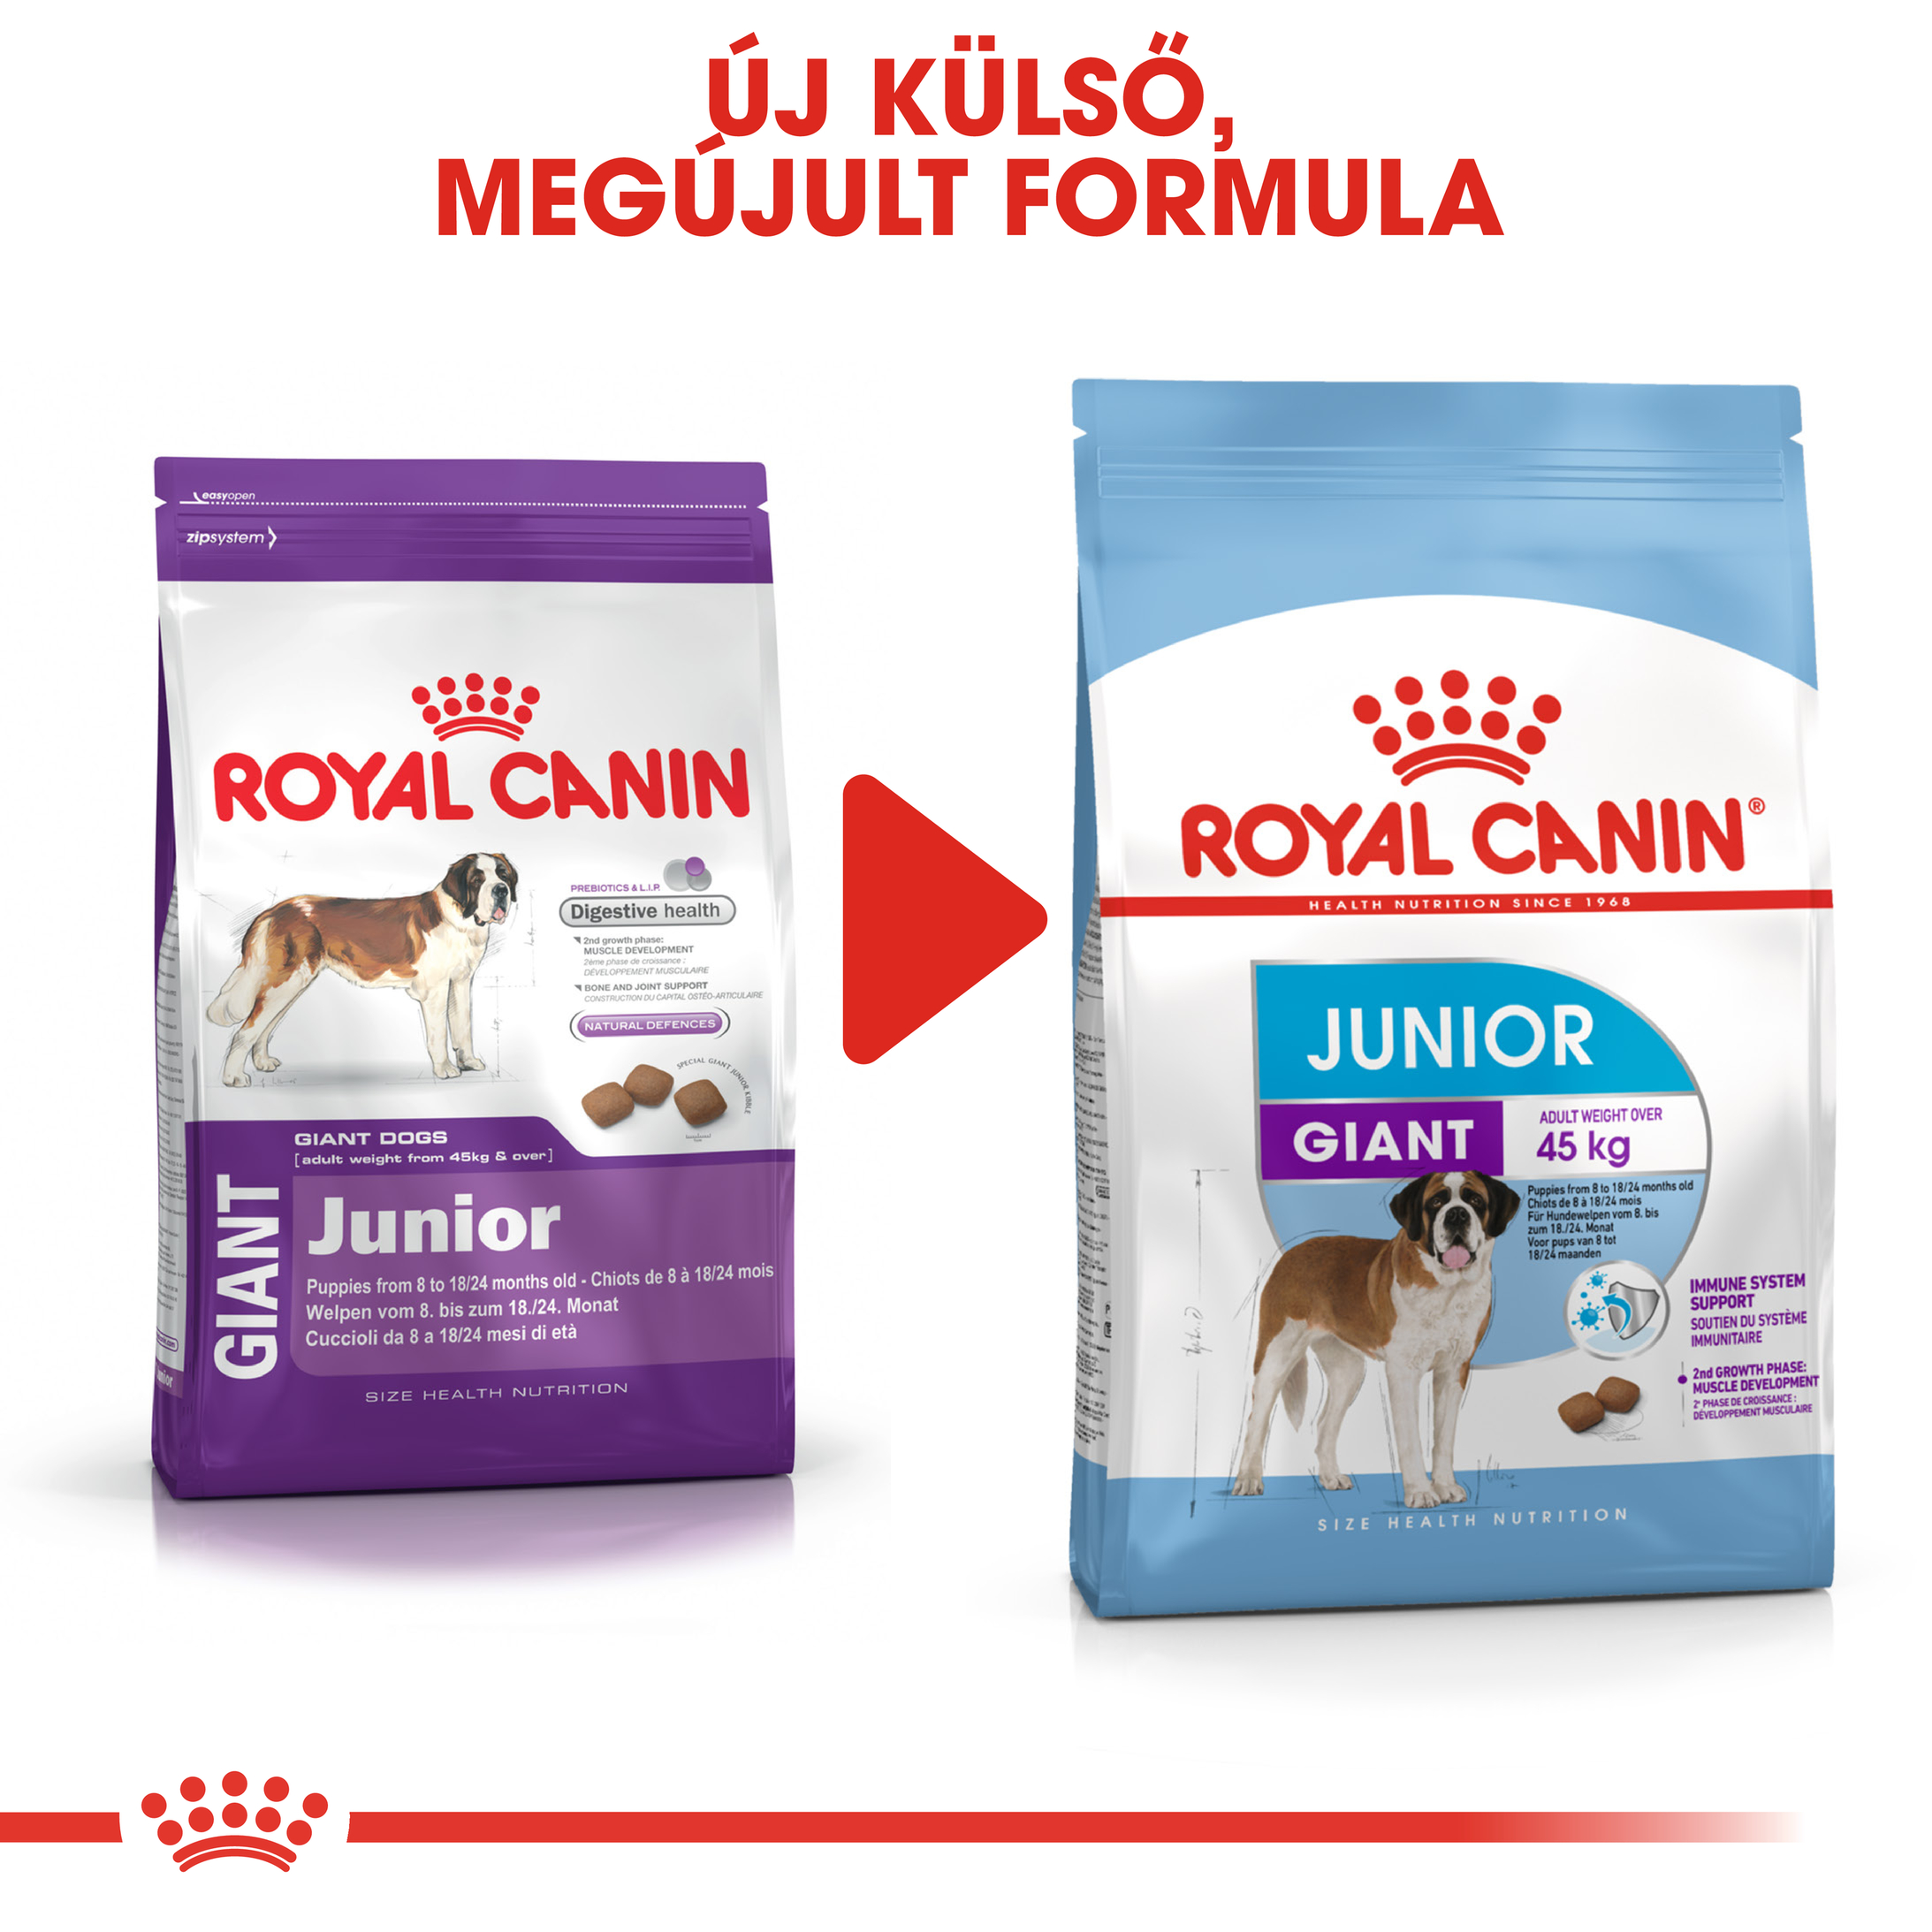 ÚJ KÜLSŐ,
MEGÚJULT FORMULA
easyopen
zipsystem
ROYAL CANIN
PREBIOTICS & L.I.P.
Digestive health
2nd growth phase:
MUSCLE DEVELOPMENT
2ème phase de croissance :
DÉVELOPPEMENT MUSCULAIRE
BONE AND JOINT SUPPORT
CONSTRUCTION DU CAPITAL OSTÉO-ARTICULAIRE
NATURAL DEFENCES
SPECIAL GIANT JUNIOR KIBBLE
GIANT DOGS
[adult weight from 45kg & over]
GIANT
Junior
Puppies from 8 to 18/24 months old - Chiots de 8 à 18/24 mois
Welpen vom 8. bis zum 18./24. Monat
Cuccioli da 8 a 18/24 mesi di età
SIZE HEALTH NUTRITION
ROYAL CANIN®
HEALTH NUTRITION SINCE 1968
JUNIOR
GIANT
ADULT WEIGHT OVER
45 kg
Puppies from 8 to 18/24 months old
Chiots de 8 à 18/24 mois
Für Hundewelpen vom 8. bis
zum 18./24. Monat
Voor pups van 8 tot
18/24 maanden
IMMUNE SYSTEM
SUPPORT
SOUTIEN DU SYSTÈME
IMMUNITAIRE
2nd GROWTH PHASE:
MUSCLE DEVELOPMENT
2e PHASE DE CROISSANCE :
DÉVELOPPEMENT MUSCULAIRE
SIZE HEALTH NUTRITION